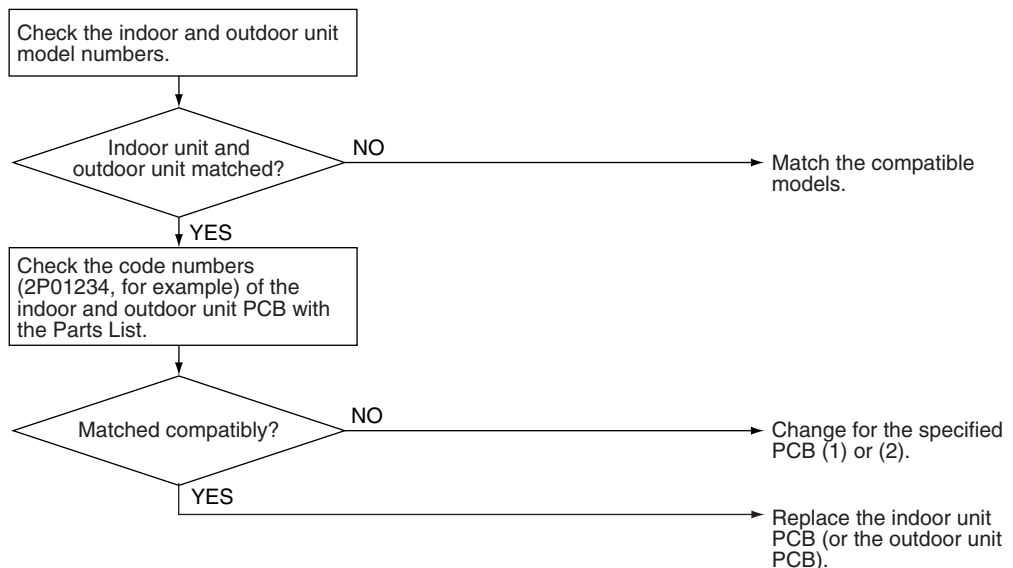 Check the indoor and outdoor unit
model numbers.
Indoor unit and
outdoor unit matched?
NO
Match the compatible
models.
YES
Check the code numbers
(2P01234, for example) of the
indoor and outdoor unit PCB with
the Parts List.
Matched compatibly?
NO
Change for the specified
PCB (1) or (2).
YES
Replace the indoor unit
PCB (or the outdoor unit
PCB).